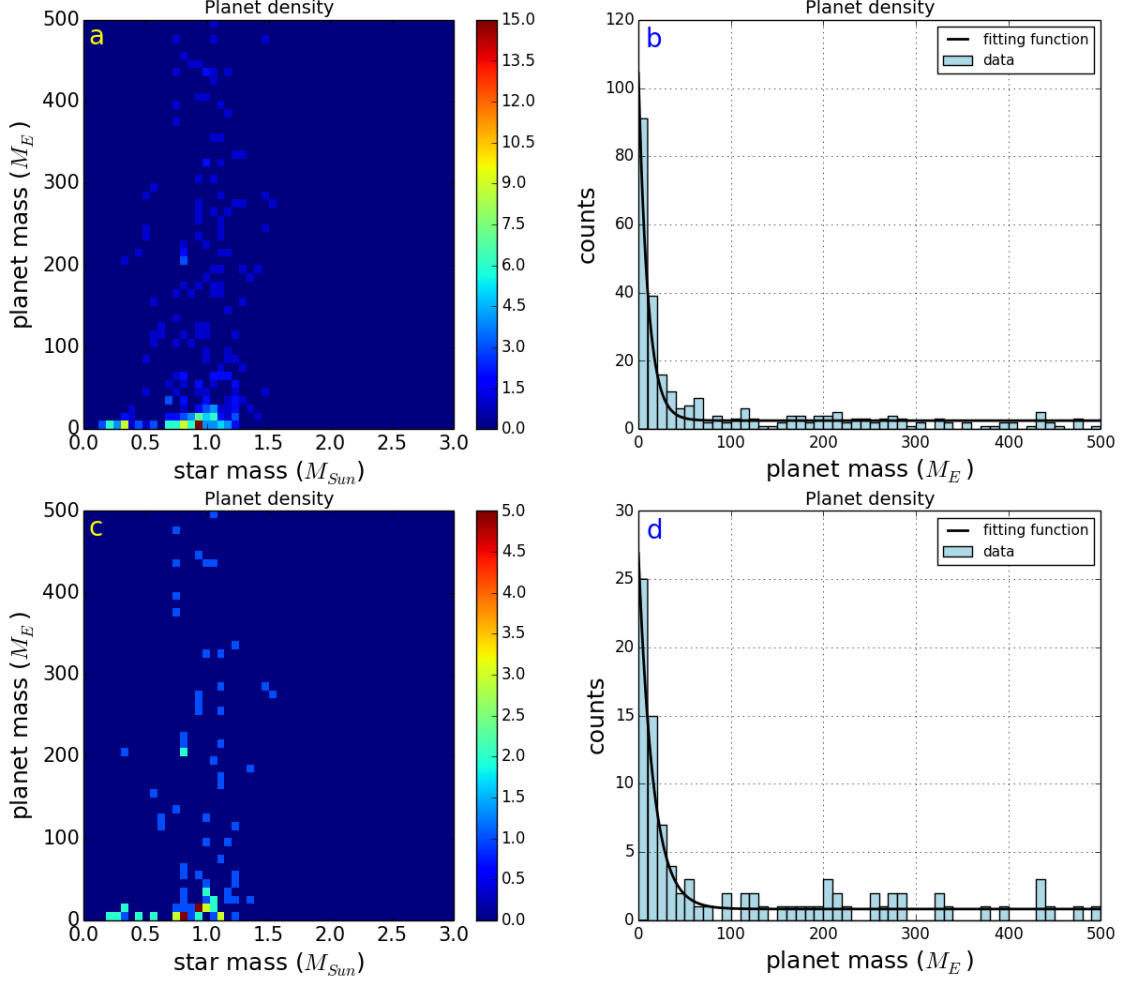 Planet density
a
500
400
300
200
100
0
planet mass (M_E)
0.0 0.5 1.0 1.5 2.0 2.5 3.0
star mass (M_Sun)
15.0
13.5
12.0
10.5
9.0
7.5
6.0
4.5
3.0
1.5
0.0
Planet density
b
fitting function
data
120
100
80
60
40
20
0
counts
0 100 200 300 400 500
planet mass (M_E)
Planet density
c
500
400
300
200
100
0
planet mass (M_E)
0.0 0.5 1.0 1.5 2.0 2.5 3.0
star mass (M_Sun)
5.0
4.5
4.0
3.5
3.0
2.5
2.0
1.5
1.0
0.5
0.0
Planet density
d
fitting function
data
30
25
20
15
10
5
0
counts
0 100 200 300 400 500
planet mass (M_E)